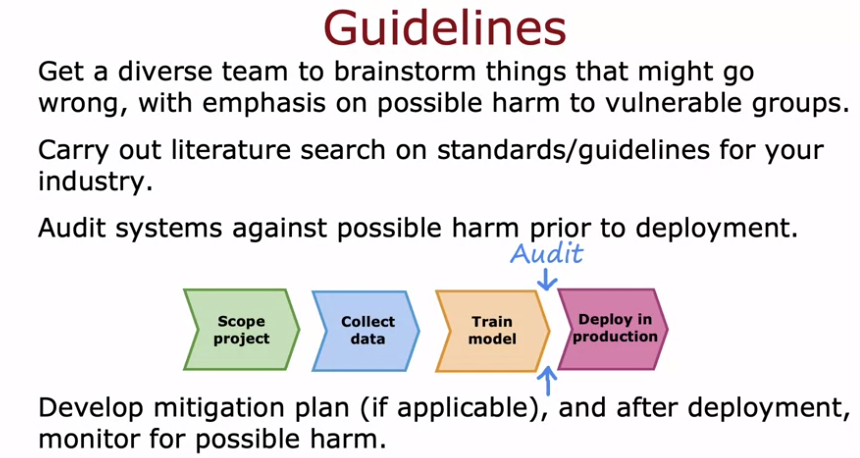 Guidelines
Get a diverse team to brainstorm things that might go
wrong, with emphasis on possible harm to vulnerable groups.
Carry out literature search on standards/guidelines for your
industry.
Audit systems against possible harm prior to deployment.
Audit
Scope
project
Collect
data
Train
model
Deploy in
production
Develop mitigation plan (if applicable), and after deployment,
monitor for possible harm.